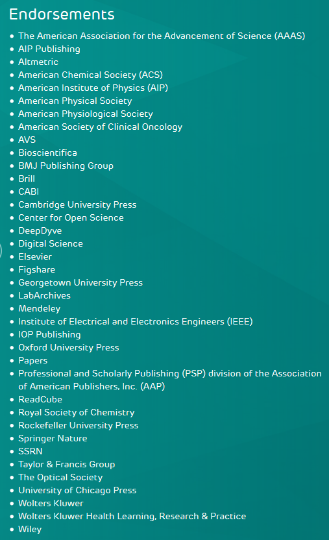 Endorsements
• The American Association for the Advancement of Science (AAAS)
• AIP Publishing
• Altmetric
• American Chemical Society (ACS)
• American Institute of Physics (AIP)
• American Physical Society
• American Physiological Society
• American Society of Clinical Oncology
• AVS
• Bioscientifica
• BMJ Publishing Group
• Brill
• CABI
• Cambridge University Press
• Center for Open Science
• DeepDyve
• Digital Science
• Elsevier
• Figshare
• Georgetown University Press
• LabArchives
• Mendeley
• Institute of Electrical and Electronics Engineers (IEEE)
• IOP Publishing
• Oxford University Press
• Papers
• Professional and Scholarly Publishing (PSP) division of the Association
of American Publishers, Inc. (AAP)
• ReadCube
• Royal Society of Chemistry
• Rockefeller University Press
• Springer Nature
• SSRN
• Taylor & Francis Group
• The Optical Society
• University of Chicago Press
• Wolters Kluwer
• Wolters Kluwer Health Learning, Research & Practice
• Wiley